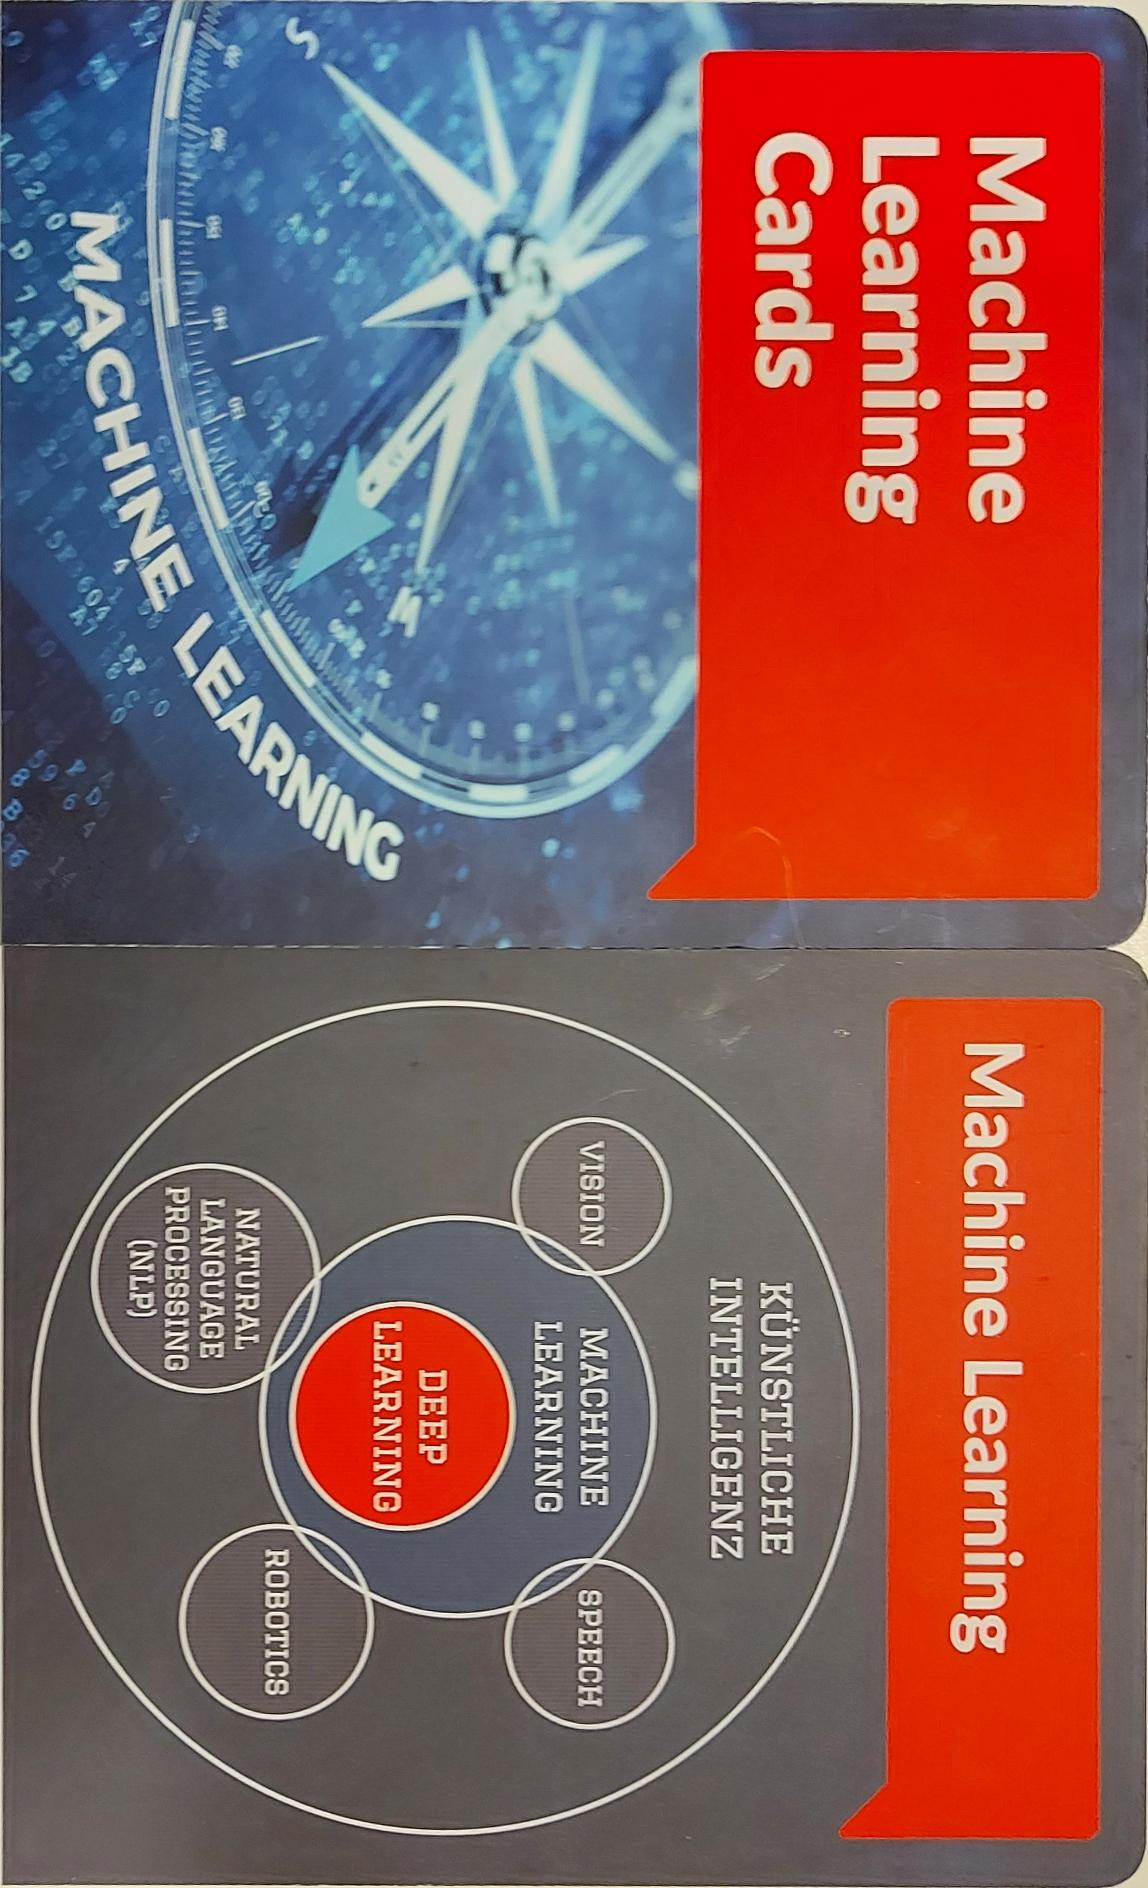 Machine
Learning
Cards
S
MACHINE LEARNING
Machine Learning
KÜNSTLICHE
INTELLIGENZ
VISION
MACHINE
LEARNING
SPEECH
DEEP
LEARNING
ROBOTICS
NATURAL
LANGUAGE
PROCESSING
(NLP)